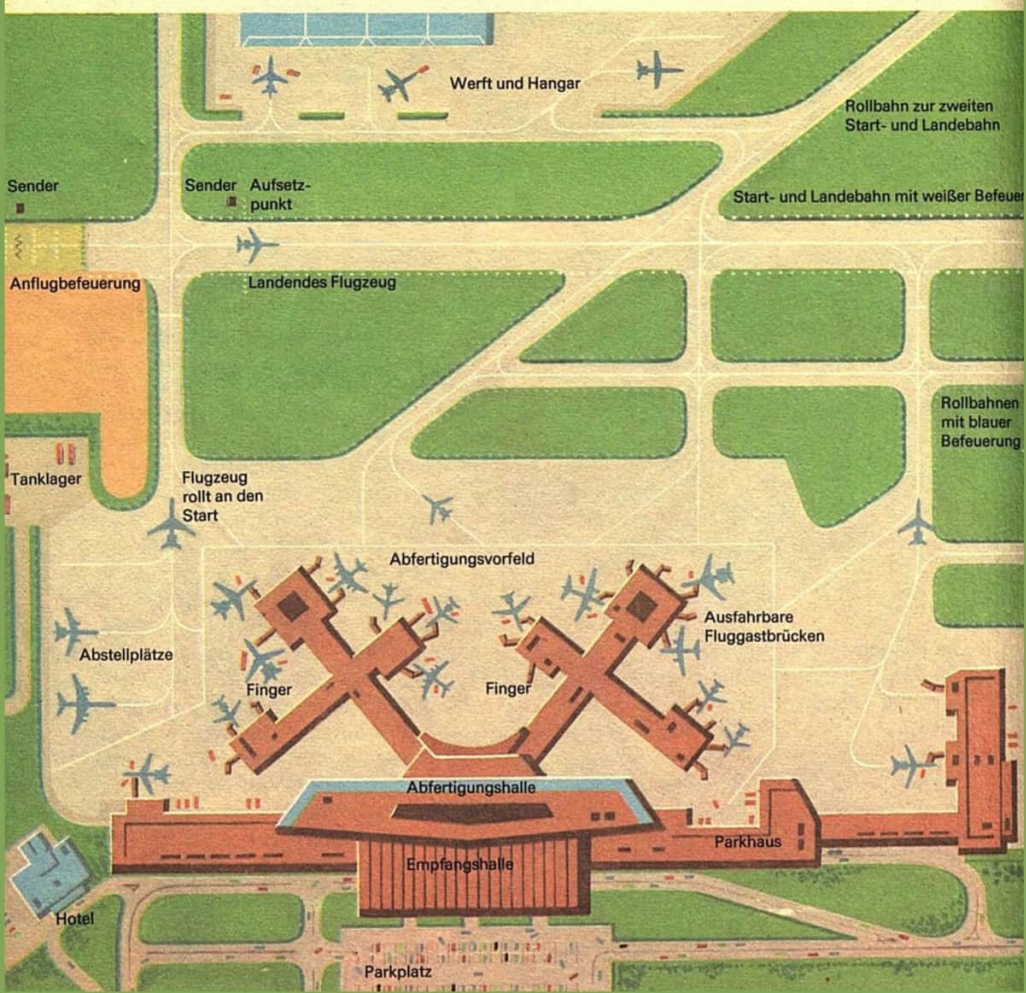 Werft und Hangar
Rollbahn zur zweiten
Start- und Landebahn
Sender
Sender
Aufsetz-
punkt
Start- und Landebahn mit weißer Befeuer
Anflugbefeuerung
Landendes Flugzeug
Rollbahnen
mit blauer
Befeuerung
Tanklager
Flugzeug
rollt an den
Start
Abfertigungsvorfeld
Ausfahrbare
Fluggastbrücken
Abstellplätze
Finger
Finger
Abfertigungshalle
Parkhaus
Empfangshalle
Hotel
Parkplatz